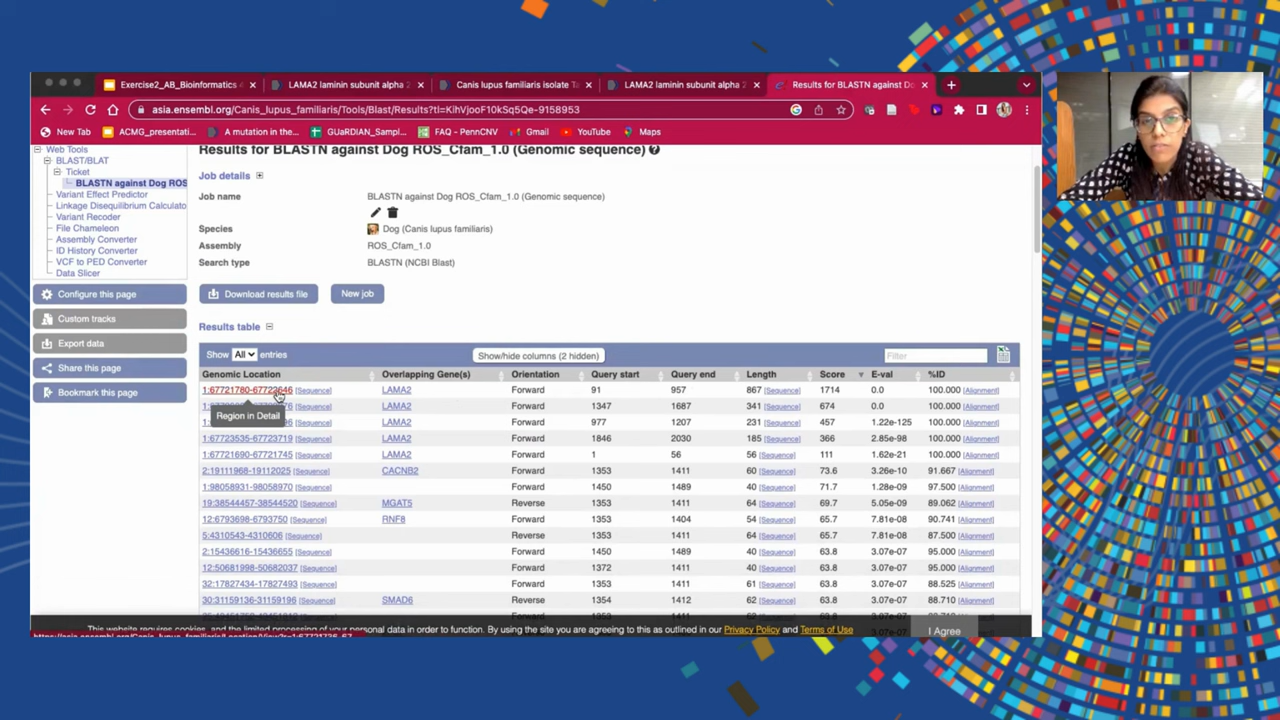 Exercise2_AB_Bioinformatics
LAMA2 laminin subunit alpha 2
Canis lupus familiaris isolate Ta
LAMA2 laminin subunit alpha 2
Results for BLASTN against Do
asia.ensembl.org/Canis_lupus_familiaris/Tools/Blast/Results?tl=KihVjooF10kSq5Qe-9158953
New Tab ACMG_presentati... A mutation in the... GUaRDIAN_Sampl... FAQ - PennCNV Gmail YouTube Maps
Web Tools
BLAST/BLAT
Ticket
BLASTN against Dog ROS
Variant Effect Predictor
Linkage Disequilibrium Calculato
Variant Recoder
File Chameleon
Assembly Converter
ID History Converter
VCF to PED Converter
Data Slicer
Configure this page
Custom tracks
Export data
Share this page
Bookmark this page
Results for BLASTN against Dog ROS_Cfam_1.0 (Genomic sequence)
Job details
Job name BLASTN against Dog ROS_Cfam_1.0 (Genomic sequence)
Species Dog (Canis lupus familiaris)
Assembly ROS_Cfam_1.0
Search type BLASTN (NCBI Blast)
Download results file New job
Results table
Show All entries Show/hide columns (2 hidden) Filter
Genomic Location Overlapping Gene(s) Orientation Query start Query end Length Score E-val %ID
1:67721780-67722646 [Sequence] LAMA2 Forward 91 957 867 [Sequence] 1714 0.0 100.000 [Alignment]
[Sequence] LAMA2 Forward 1347 1687 341 [Sequence] 674 0.0 100.000 [Alignment]
Region in Detail
[Sequence] LAMA2 Forward 977 1207 231 [Sequence] 457 1.22e-125 100.000 [Alignment]
1:67723535-67723719 [Sequence] LAMA2 Forward 1846 2030 185 [Sequence] 366 2.85e-98 100.000 [Alignment]
1:67721690-67721745 [Sequence] LAMA2 Forward 1 56 56 [Sequence] 111 1.62e-21 100.000 [Alignment]
2:19111968-19112025 [Sequence] CACNB2 Forward 1353 1411 60 [Sequence] 73.6 3.26e-10 91.667 [Alignment]
1:98058931-98058970 [Sequence] Forward 1450 1489 40 [Sequence] 71.7 1.28e-09 97.500 [Alignment]
19:38544457-38544520 [Sequence] MGAT5 Reverse 1353 1411 64 [Sequence] 69.7 5.05e-09 89.062 [Alignment]
12:6793698-6793750 [Sequence] RNF8 Forward 1353 1404 54 [Sequence] 65.7 7.81e-08 90.741 [Alignment]
5:4310543-4310606 [Sequence] Reverse 1353 1411 64 [Sequence] 65.7 7.81e-08 87.500 [Alignment]
2:15436616-15436655 [Sequence] Forward 1450 1489 40 [Sequence] 63.8 3.07e-07 95.000 [Alignment]
12:50681998-50682037 [Sequence] Forward 1372 1411 40 [Sequence] 63.8 3.07e-07 95.000 [Alignment]
32:17827434-17827493 [Sequence] Forward 1353 1411 61 [Sequence] 63.8 3.07e-07 88.525 [Alignment]
30:31159136-31159196 [Sequence] SMAD6 Forward 1354 1412 62 [Sequence] 63.8 3.07e-07 88.710 [Alignment]
This website requires cookies, and the limited processing of your personal data in order to function. By using the site you are agreeing to this as outlined in our Privacy Policy and Terms of Use I Agree